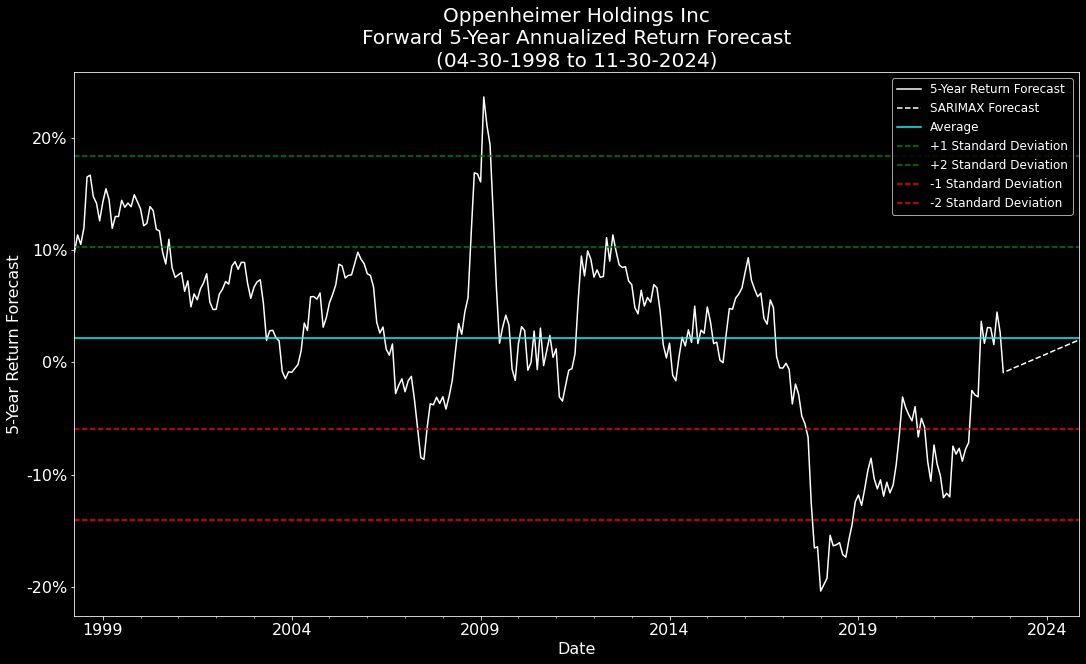 Oppenheimer Holdings Inc
Forward 5-Year Annualized Return Forecast
(04-30-1998 to 11-30-2024)
5-Year Return Forecast
SARIMAX Forecast
Average
+1 Standard Deviation
+2 Standard Deviation
-1 Standard Deviation
-2 Standard Deviation
5-Year Return Forecast
20%
10%
0%
-10%
-20%
1999 2004 2009 2014 2019 2024
Date